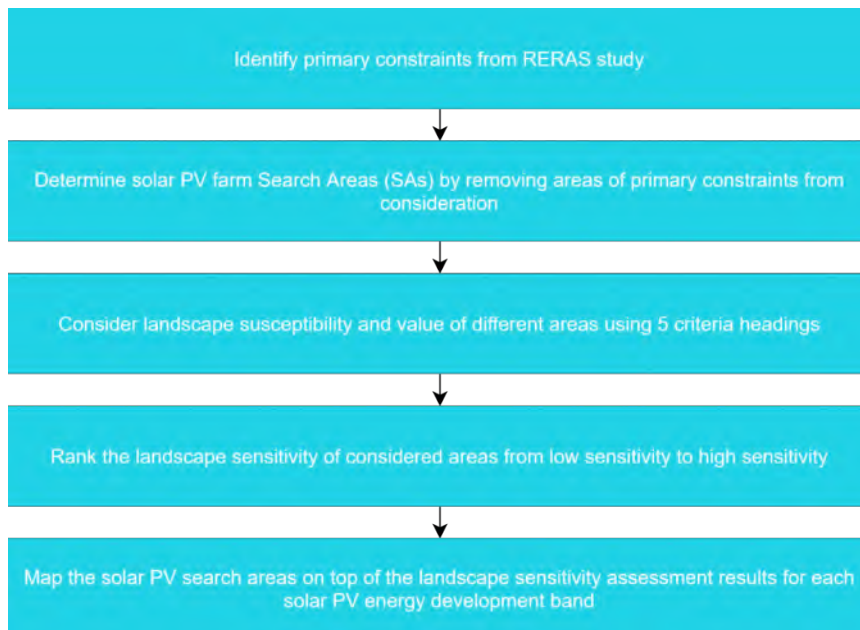 Identify primary constraints from RERAS study
Determine solar PV farm Search Areas (SAs) by removing areas of primary constraints from
consideration
Consider landscape susceptibility and value of different areas using 5 criteria headings
Rank the landscape sensitivity of considered areas from low sensitivity to high sensitivity
Map the solar PV search areas on top of the landscape sensitivity assessment results for each
solar PV energy development band